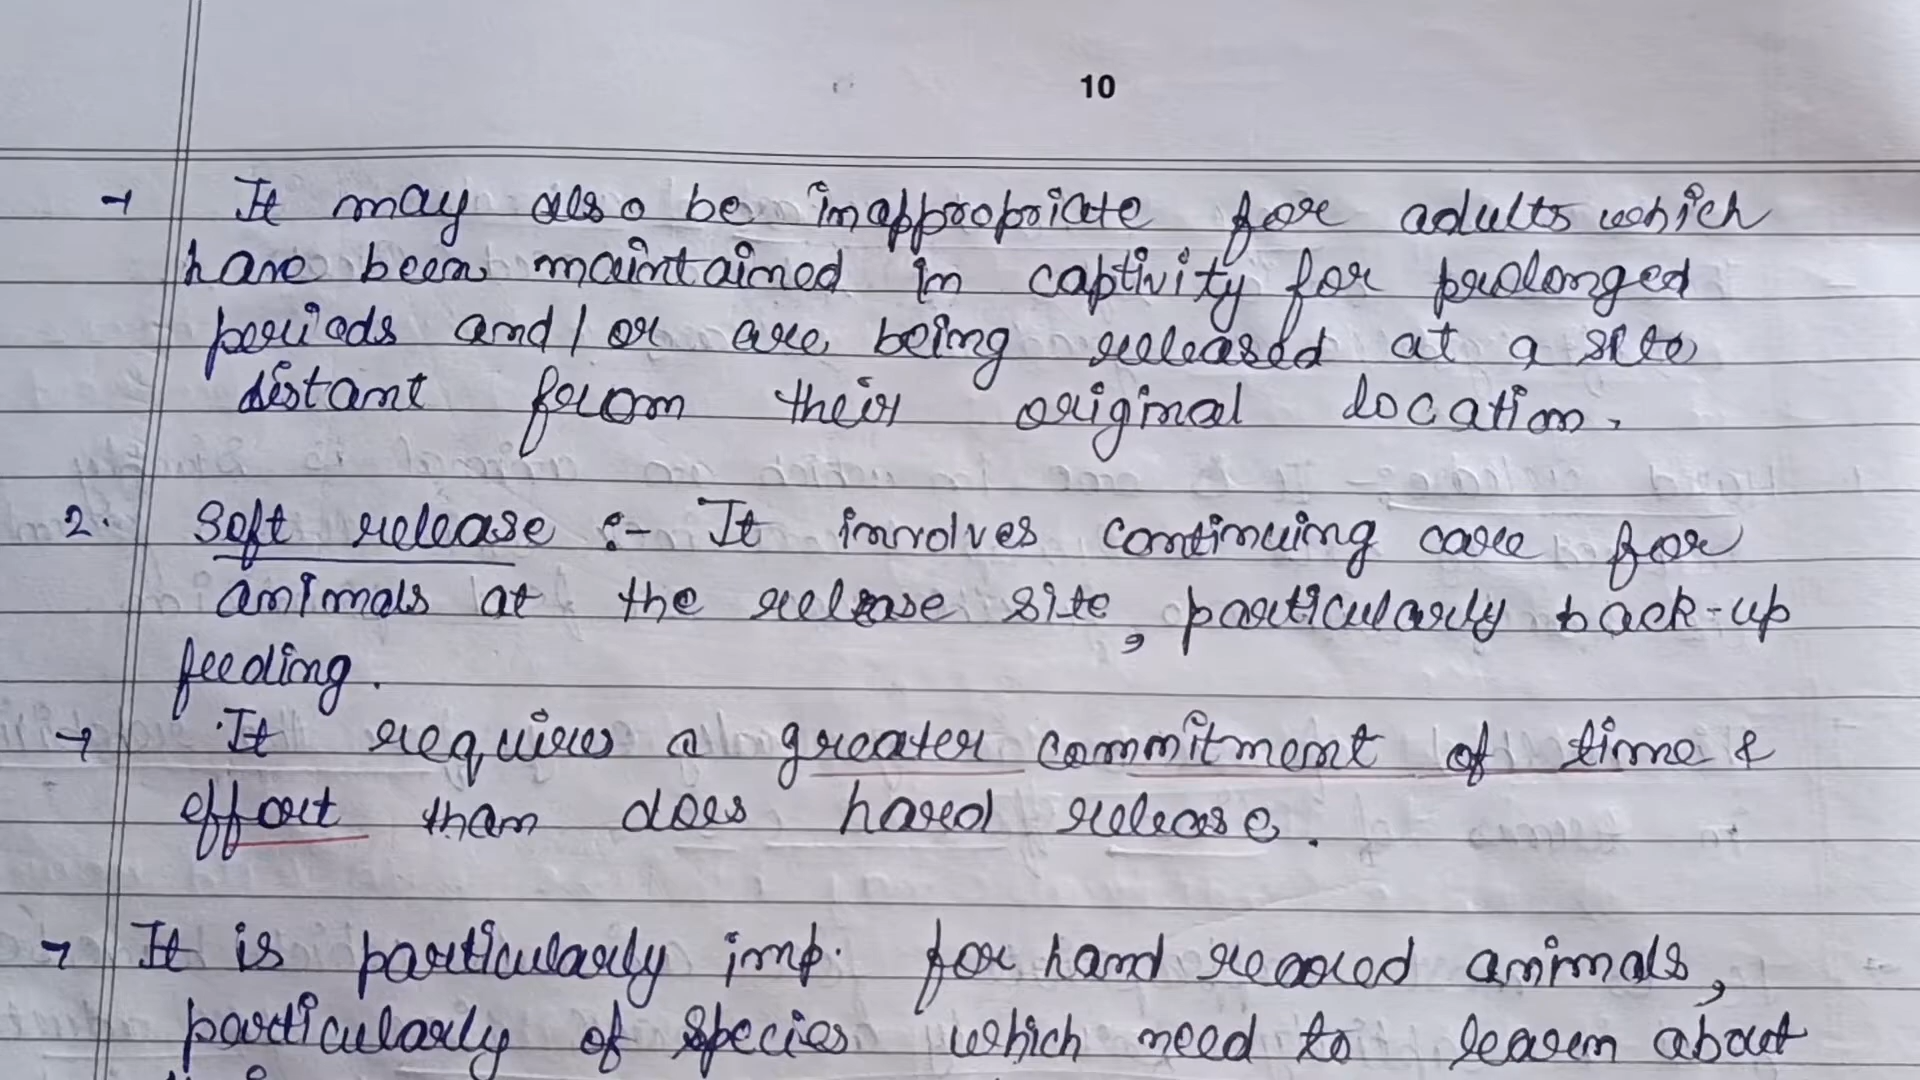 10
→ It may also be inappropriate for adults which
have been maintained in captivity for prolonged
periods and/or are being released at a site
distant from their original location.
2. Soft release :- It involves continuing care for
animals at the release site, particularly back-up
feeding.
→ It requires a greater commitment of time &
effort than does hard release.
→ It is particularly imp. for hand reared animals,
particularly of species which need to learn about